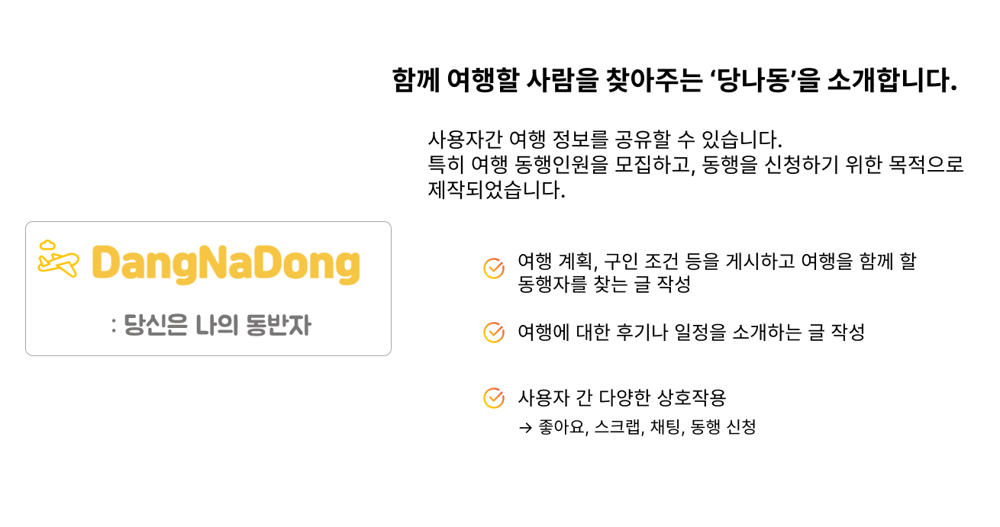 함께 여행할 사람을 찾아주는 ‘당나동’을 소개합니다.
사용자간 여행 정보를 공유할 수 있습니다.
특히 여행 동행인원을 모집하고, 동행을 신청하기 위한 목적으로
제작되었습니다.
DangNaDong
: 당신은 나의 동반자
여행 계획, 구인 조건 등을 게시하고 여행을 함께 할
동행자를 찾는 글 작성
여행에 대한 후기나 일정을 소개하는 글 작성
사용자 간 다양한 상호작용
→ 좋아요, 스크랩, 채팅, 동행 신청